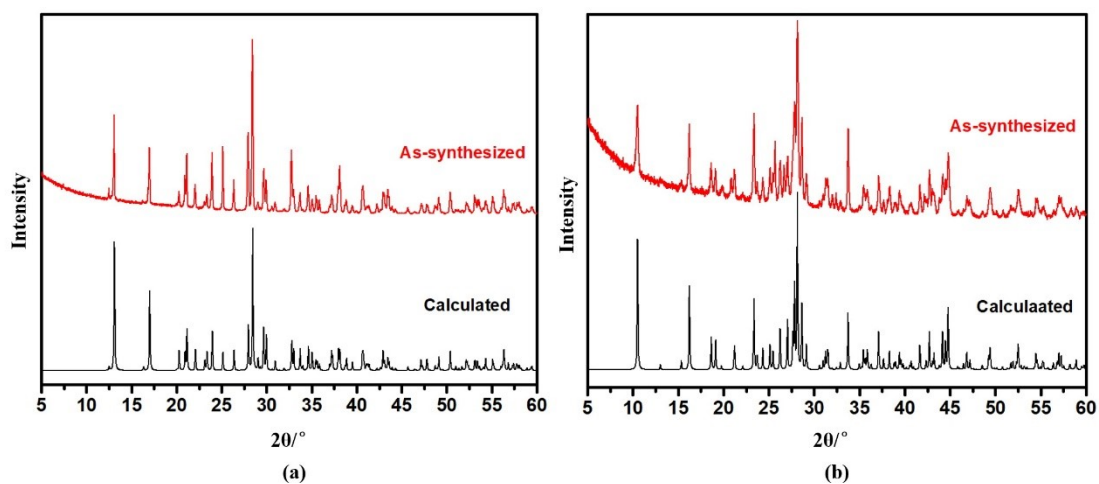 As-synthesized
Intensity
Calculated
5 10 15 20 25 30 35 40 45 50 55 60
2θ/°
(a)
As-synthesized
Intensity
Calculaated
5 10 15 20 25 30 35 40 45 50 55 60
2θ/°
(b)